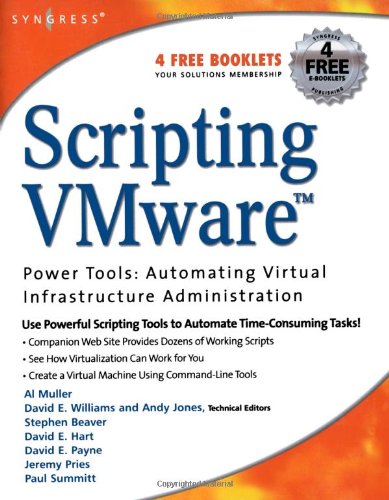 SYNGRESS®
4 FREE BOOKLETS
YOUR SOLUTIONS MEMBERSHIP
SYNGRESS
4
FREE
E-BOOKLETS
PUBLISHING
Scripting
VMware™
Power Tools: Automating Virtual
Infrastructure Administration
Use Powerful Scripting Tools to Automate Time-Consuming Tasks!
• Companion Web Site Provides Dozens of Working Scripts
• See How Virtualization Can Work for You
• Create a Virtual Machine Using Command-Line Tools
Al Muller
David E. Williams and Andy Jones, Technical Editors
Stephen Beaver
David E. Hart
David E. Payne
Jeremy Pries
Paul Summitt